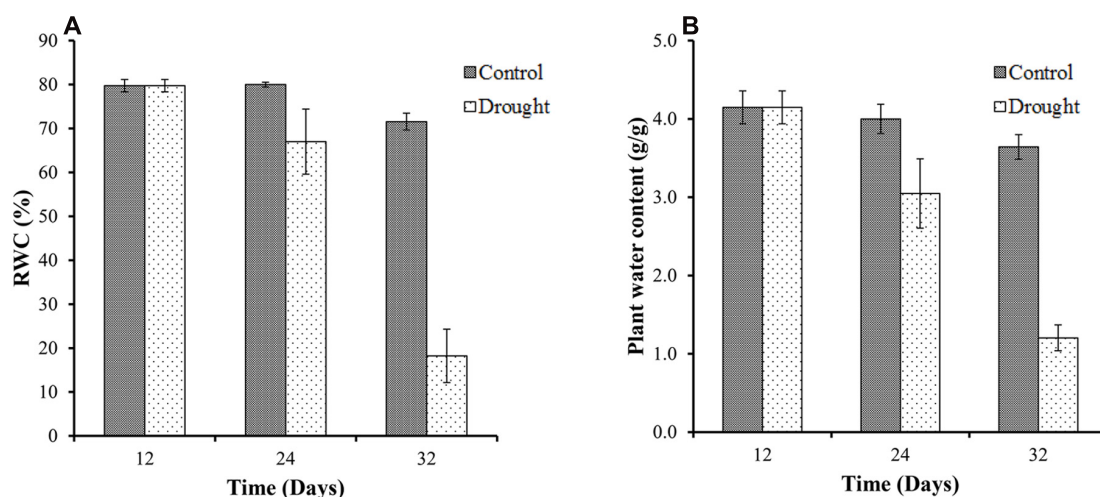 A
90
80
70
60
50
40
30
20
10
0
RWC (%)
12 24 32
Time (Days)
Control
Drought
B
5.0
4.0
3.0
2.0
1.0
0.0
Plant water content (g/g)
12 24 32
Time (Days)
Control
Drought